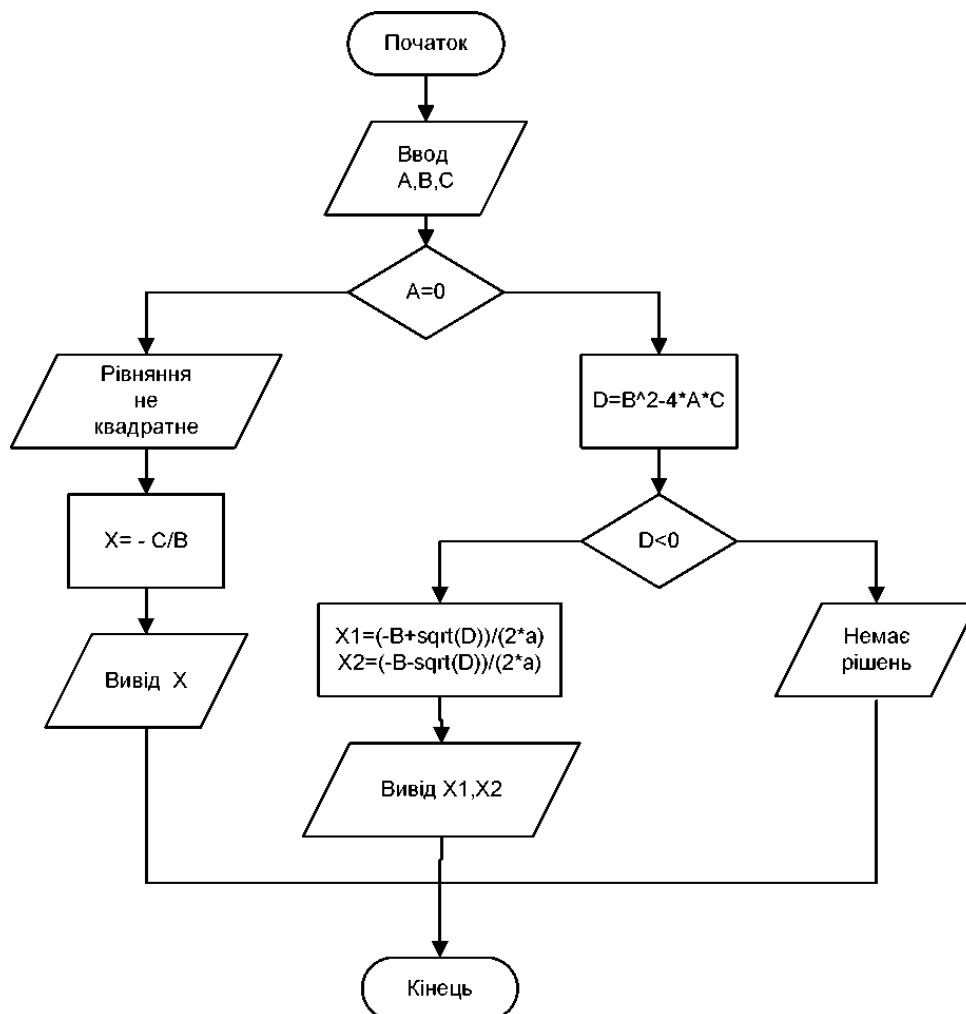 Початок
Ввод
A,B,C
A=0
Рівняння
не
квадратне
X= - C/B
Вивід X
D=B^2-4*A*C
D<0
X1=(-B+sqrt(D))/(2*a)
X2=(-B-sqrt(D))/(2*a)
Вивід X1,X2
Немає
рішень
Кінець